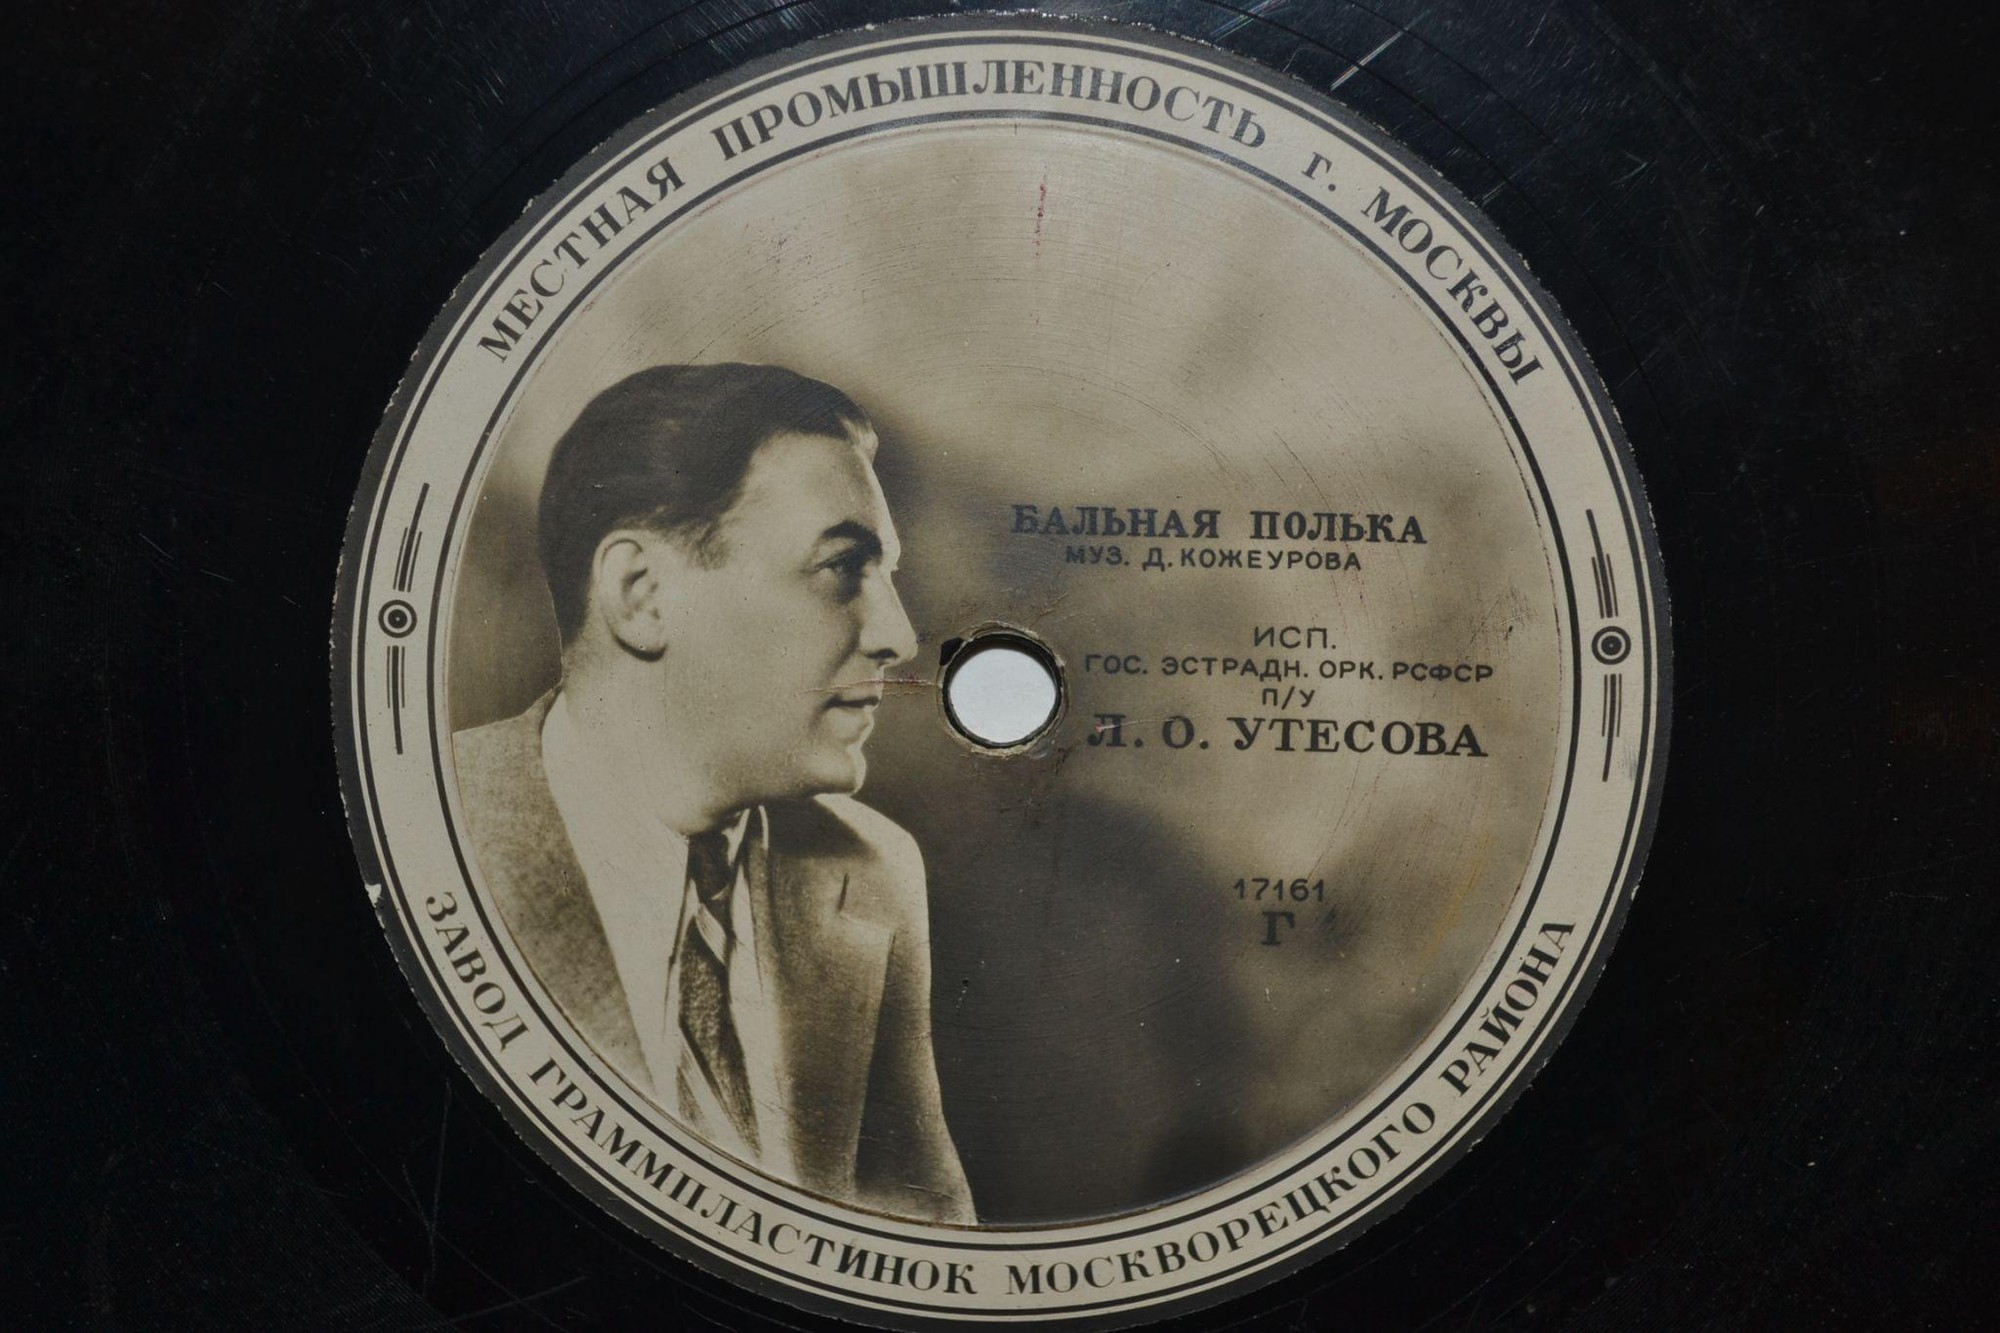 МЕСТНАЯ ПРОМЫШЛЕННОСТЬ г. МОСКВЫ
БАЛЬНАЯ ПОЛЬКА
МУЗ. Д. КОЖЕУРОВА
ИСП.
ГОС. ЭСТРАДН. ОРК. РСФСР
П/У
Л. О. УТЕСОВА
17161
Г
ЗАВОД ГРАММПЛАСТИНОК МОСКВОРЕЦКОГО РАЙОНА